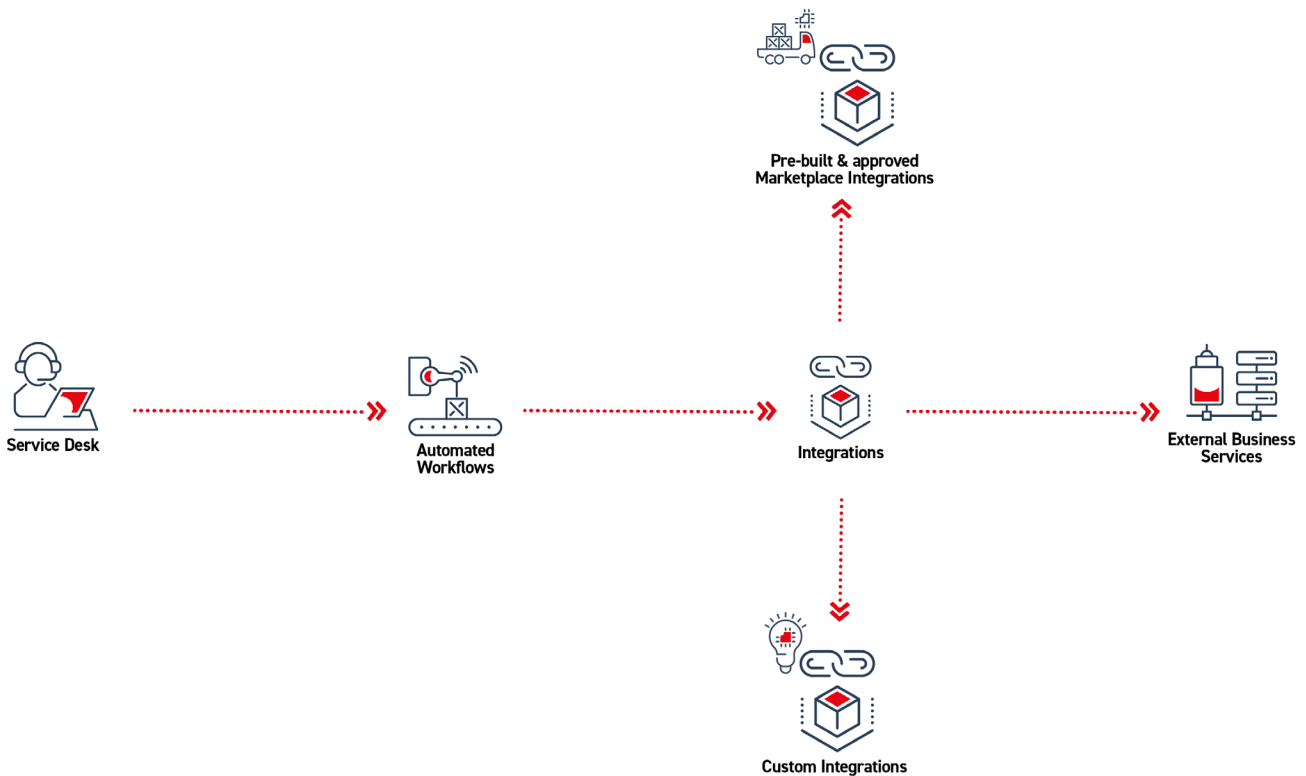 Pre-built & approved
Marketplace Integrations
Service Desk
Automated
Workflows
Integrations
External Business
Services
Custom Integrations